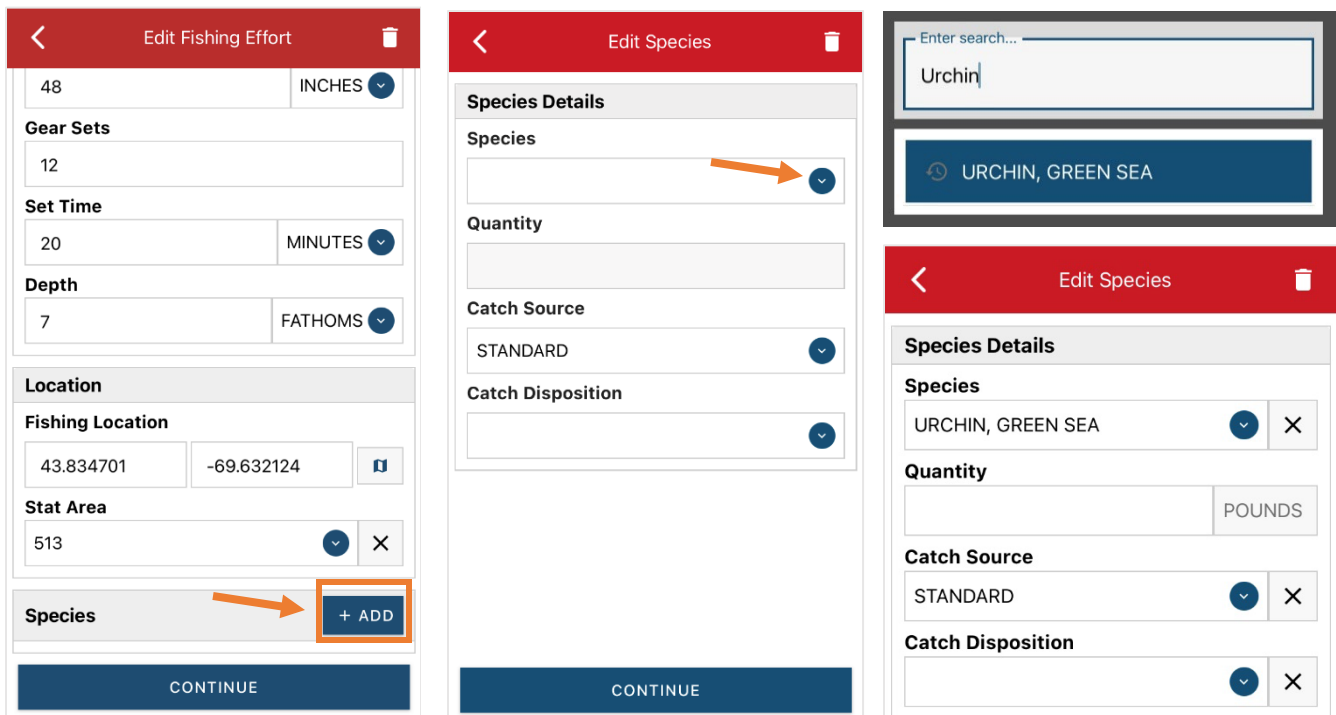 Edit Fishing Effort
48 INCHES
Gear Sets
12
Set Time
20 MINUTES
Depth
7 FATHOMS
Location
Fishing Location
43.834701 -69.632124
Stat Area
513
Species + ADD
CONTINUE
Edit Species
Species Details
Species
Quantity
Catch Source
STANDARD
Catch Disposition
CONTINUE
Enter search...
Urchin
URCHIN, GREEN SEA
Edit Species
Species Details
Species
URCHIN, GREEN SEA
Quantity
POUNDS
Catch Source
STANDARD
Catch Disposition